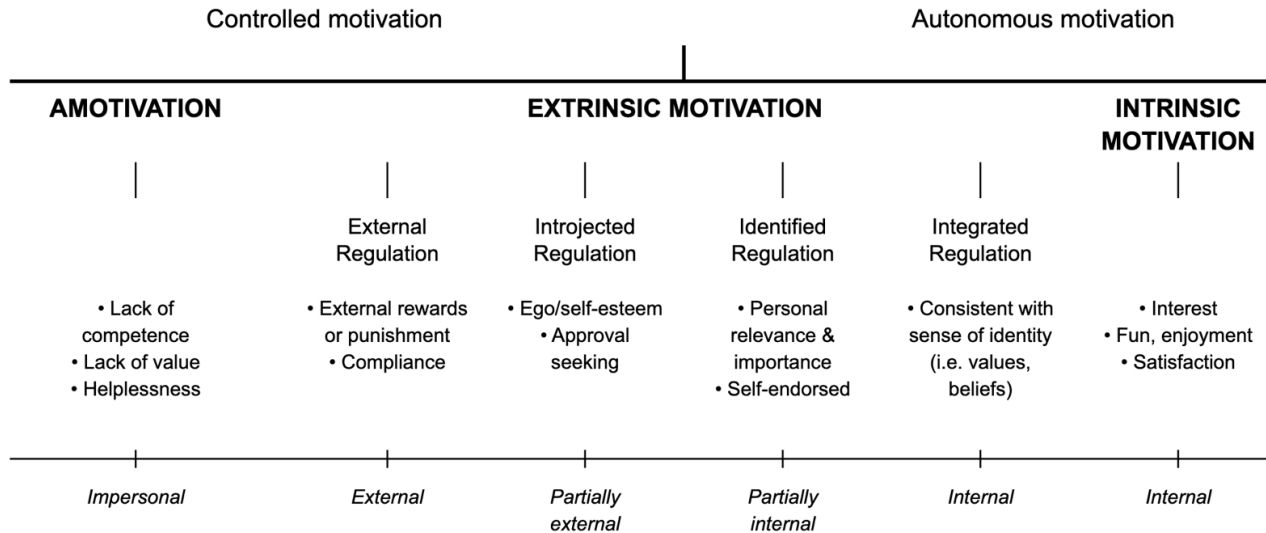 Controlled motivation
Autonomous motivation
AMOTIVATION
EXTRINSIC MOTIVATION
INTRINSIC
MOTIVATION
External
Regulation
Introjected
Regulation
Identified
Regulation
Integrated
Regulation
• Lack of
competence
• Lack of value
• Helplessness
• External rewards
or punishment
• Compliance
• Ego/self-esteem
• Approval
seeking
• Personal
relevance &
importance
• Self-endorsed
• Consistent with
sense of identity
(i.e. values,
beliefs)
• Interest
• Fun, enjoyment
• Satisfaction
Impersonal
External
Partially
external
Partially
internal
Internal
Internal